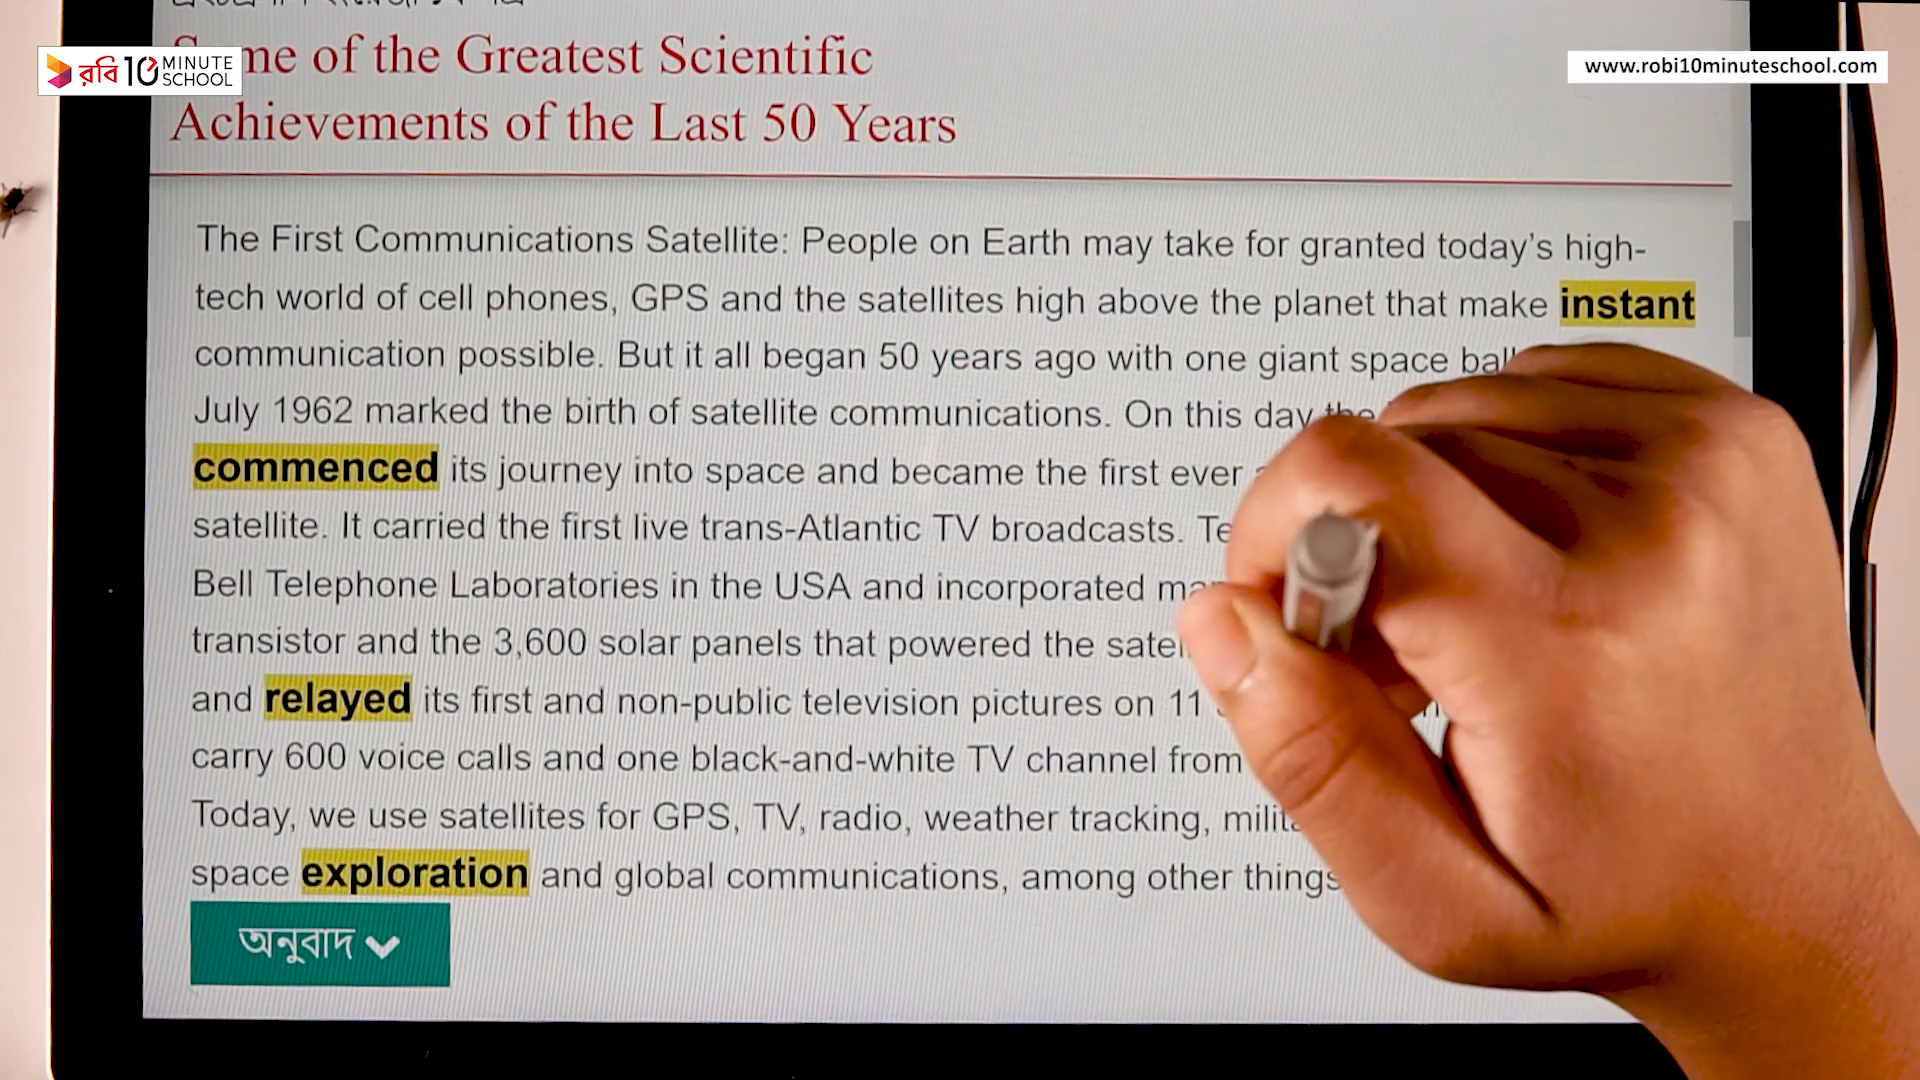 রবি 10 MINUTE SCHOOL
www.robi10minuteschool.com
me of the Greatest Scientific
Achievements of the Last 50 Years
The First Communications Satellite: People on Earth may take for granted today’s high-
tech world of cell phones, GPS and the satellites high above the planet that make instant
communication possible. But it all began 50 years ago with one giant space
July 1962 marked the birth of satellite communications. On this day the
commenced its journey into space and became the first ever
satellite. It carried the first live trans-Atlantic TV broadcasts.
Bell Telephone Laboratories in the USA and incorporated
transistor and the 3,600 solar panels that powered the
and relayed its first and non-public television pictures on 11
carry 600 voice calls and one black-and-white TV channel from
Today, we use satellites for GPS, TV, radio, weather tracking,
space exploration and global communications, among other things
অনুবাদ